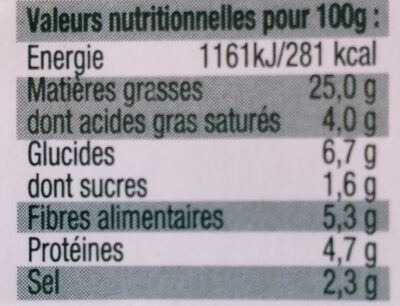 Valeurs nutritionnelles pour 100g :
Energie 1161kJ/281 kcal
Matières grasses 25,0 g
dont acides gras saturés 4,0 g
Glucides 6,7 g
dont sucres 1,6 g
Fibres alimentaires 5,3 g
Protéines 4,7 g
Sel 2,3 g